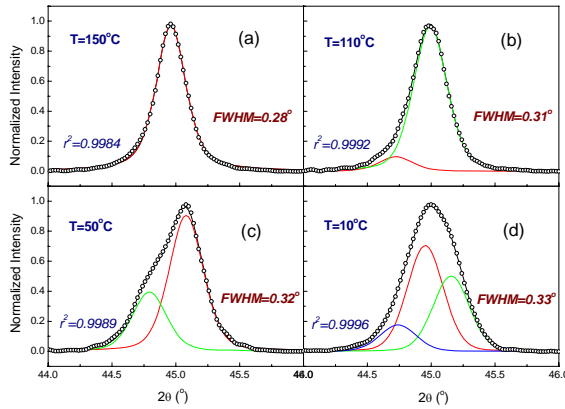 T=150°C
(a)
FWHM=0.28°
r²=0.9984
T=110°C
(b)
FWHM=0.31°
r²=0.9992
Normalized Intensity
1.0
0.8
0.6
0.4
0.2
0.0
T=50°C
(c)
FWHM=0.32°
r²=0.9989
T=10°C
(d)
FWHM=0.33°
r²=0.9996
Normalized Intensity
1.0
0.8
0.6
0.4
0.2
0.0
44.0 44.5 45.0 45.5 44.5 45.0 45.5 46.0
2θ (°) 2θ (°)